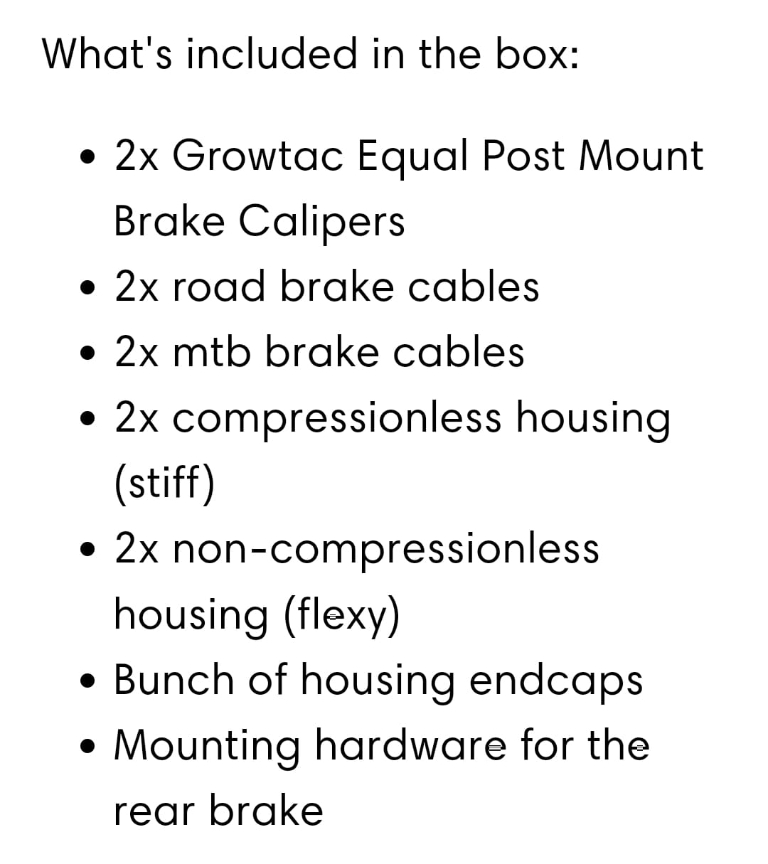 What's included in the box:
• 2x Growtac Equal Post Mount
Brake Calipers
• 2x road brake cables
• 2x mtb brake cables
• 2x compressionless housing
(stiff)
• 2x non-compressionless
housing (flexy)
• Bunch of housing endcaps
• Mounting hardware for the
rear brake